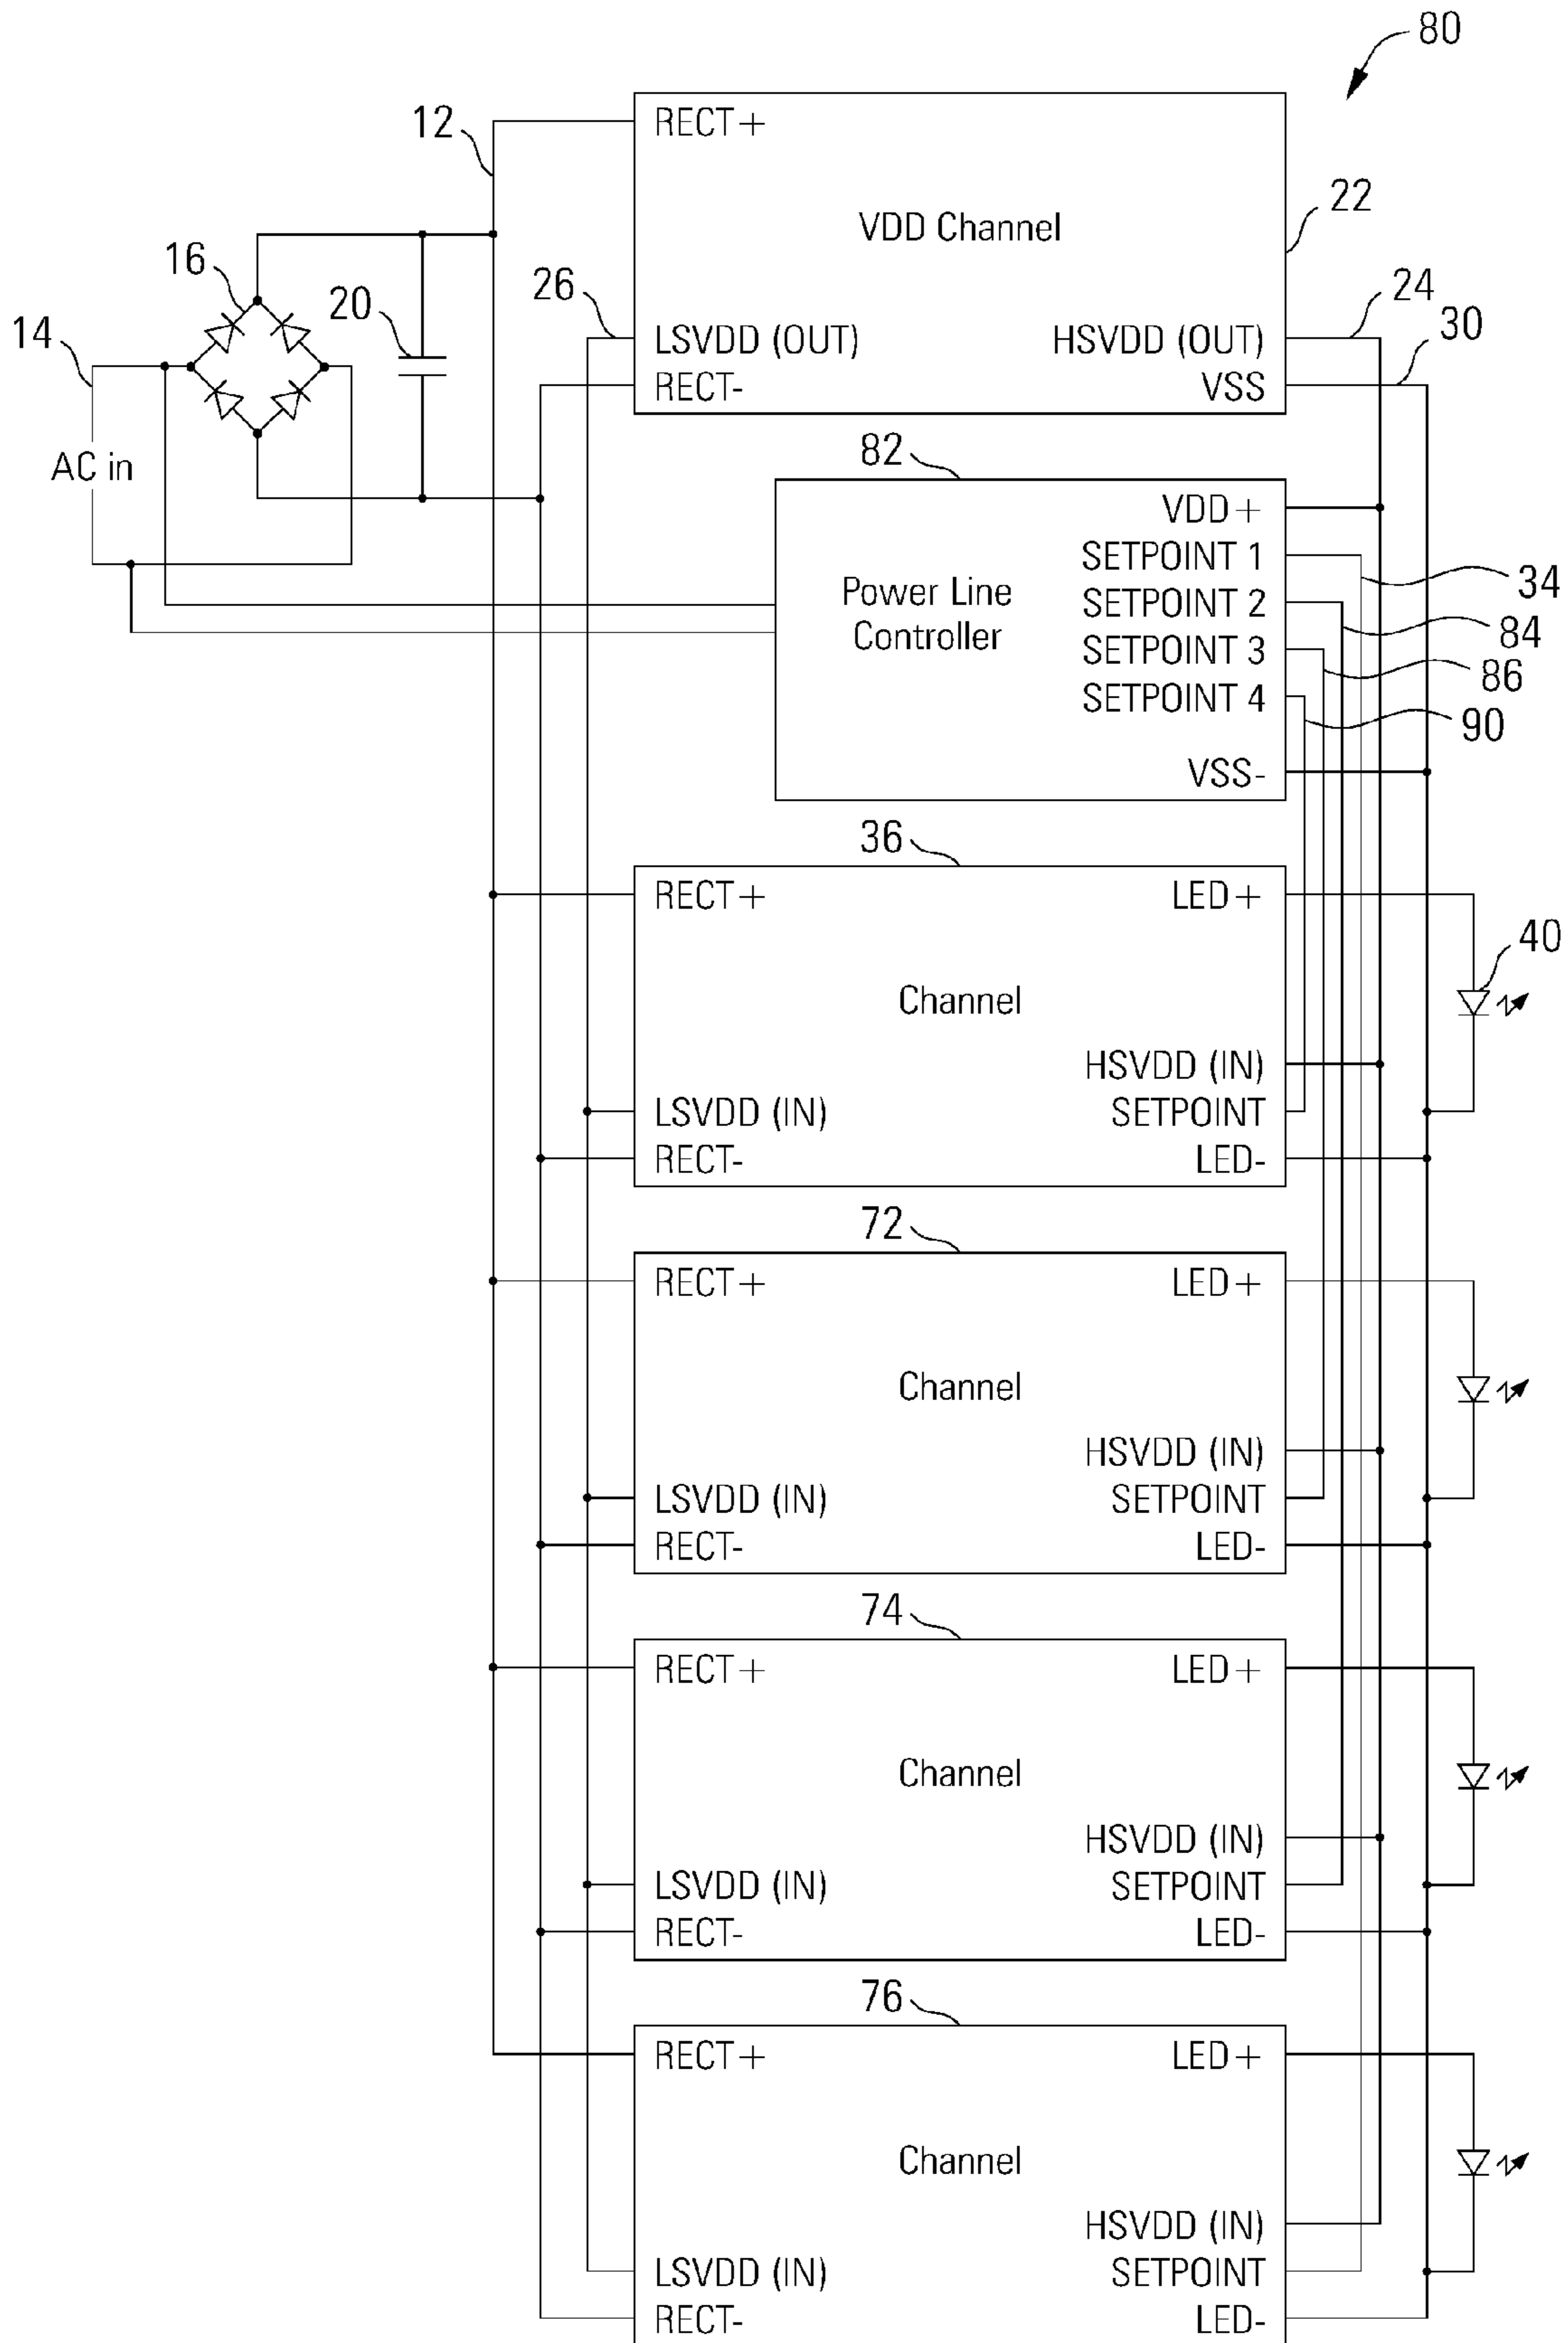 80
12
RECT+
VDD Channel
22
16
26
24
20
30
14
LSVDD (OUT)
HSVDD (OUT)
RECT-
VSS
AC in
82
VDD+
SETPOINT 1
34
Power Line
Controller
SETPOINT 2
84
SETPOINT 3
86
SETPOINT 4
90
VSS-
36
RECT+
LED+
40
Channel
HSVDD (IN)
LSVDD (IN)
SETPOINT
RECT-
LED-
72
RECT+
LED+
Channel
HSVDD (IN)
LSVDD (IN)
SETPOINT
RECT-
LED-
74
RECT+
LED+
Channel
HSVDD (IN)
LSVDD (IN)
SETPOINT
RECT-
LED-
76
RECT+
LED+
Channel
HSVDD (IN)
LSVDD (IN)
SETPOINT
RECT-
LED-